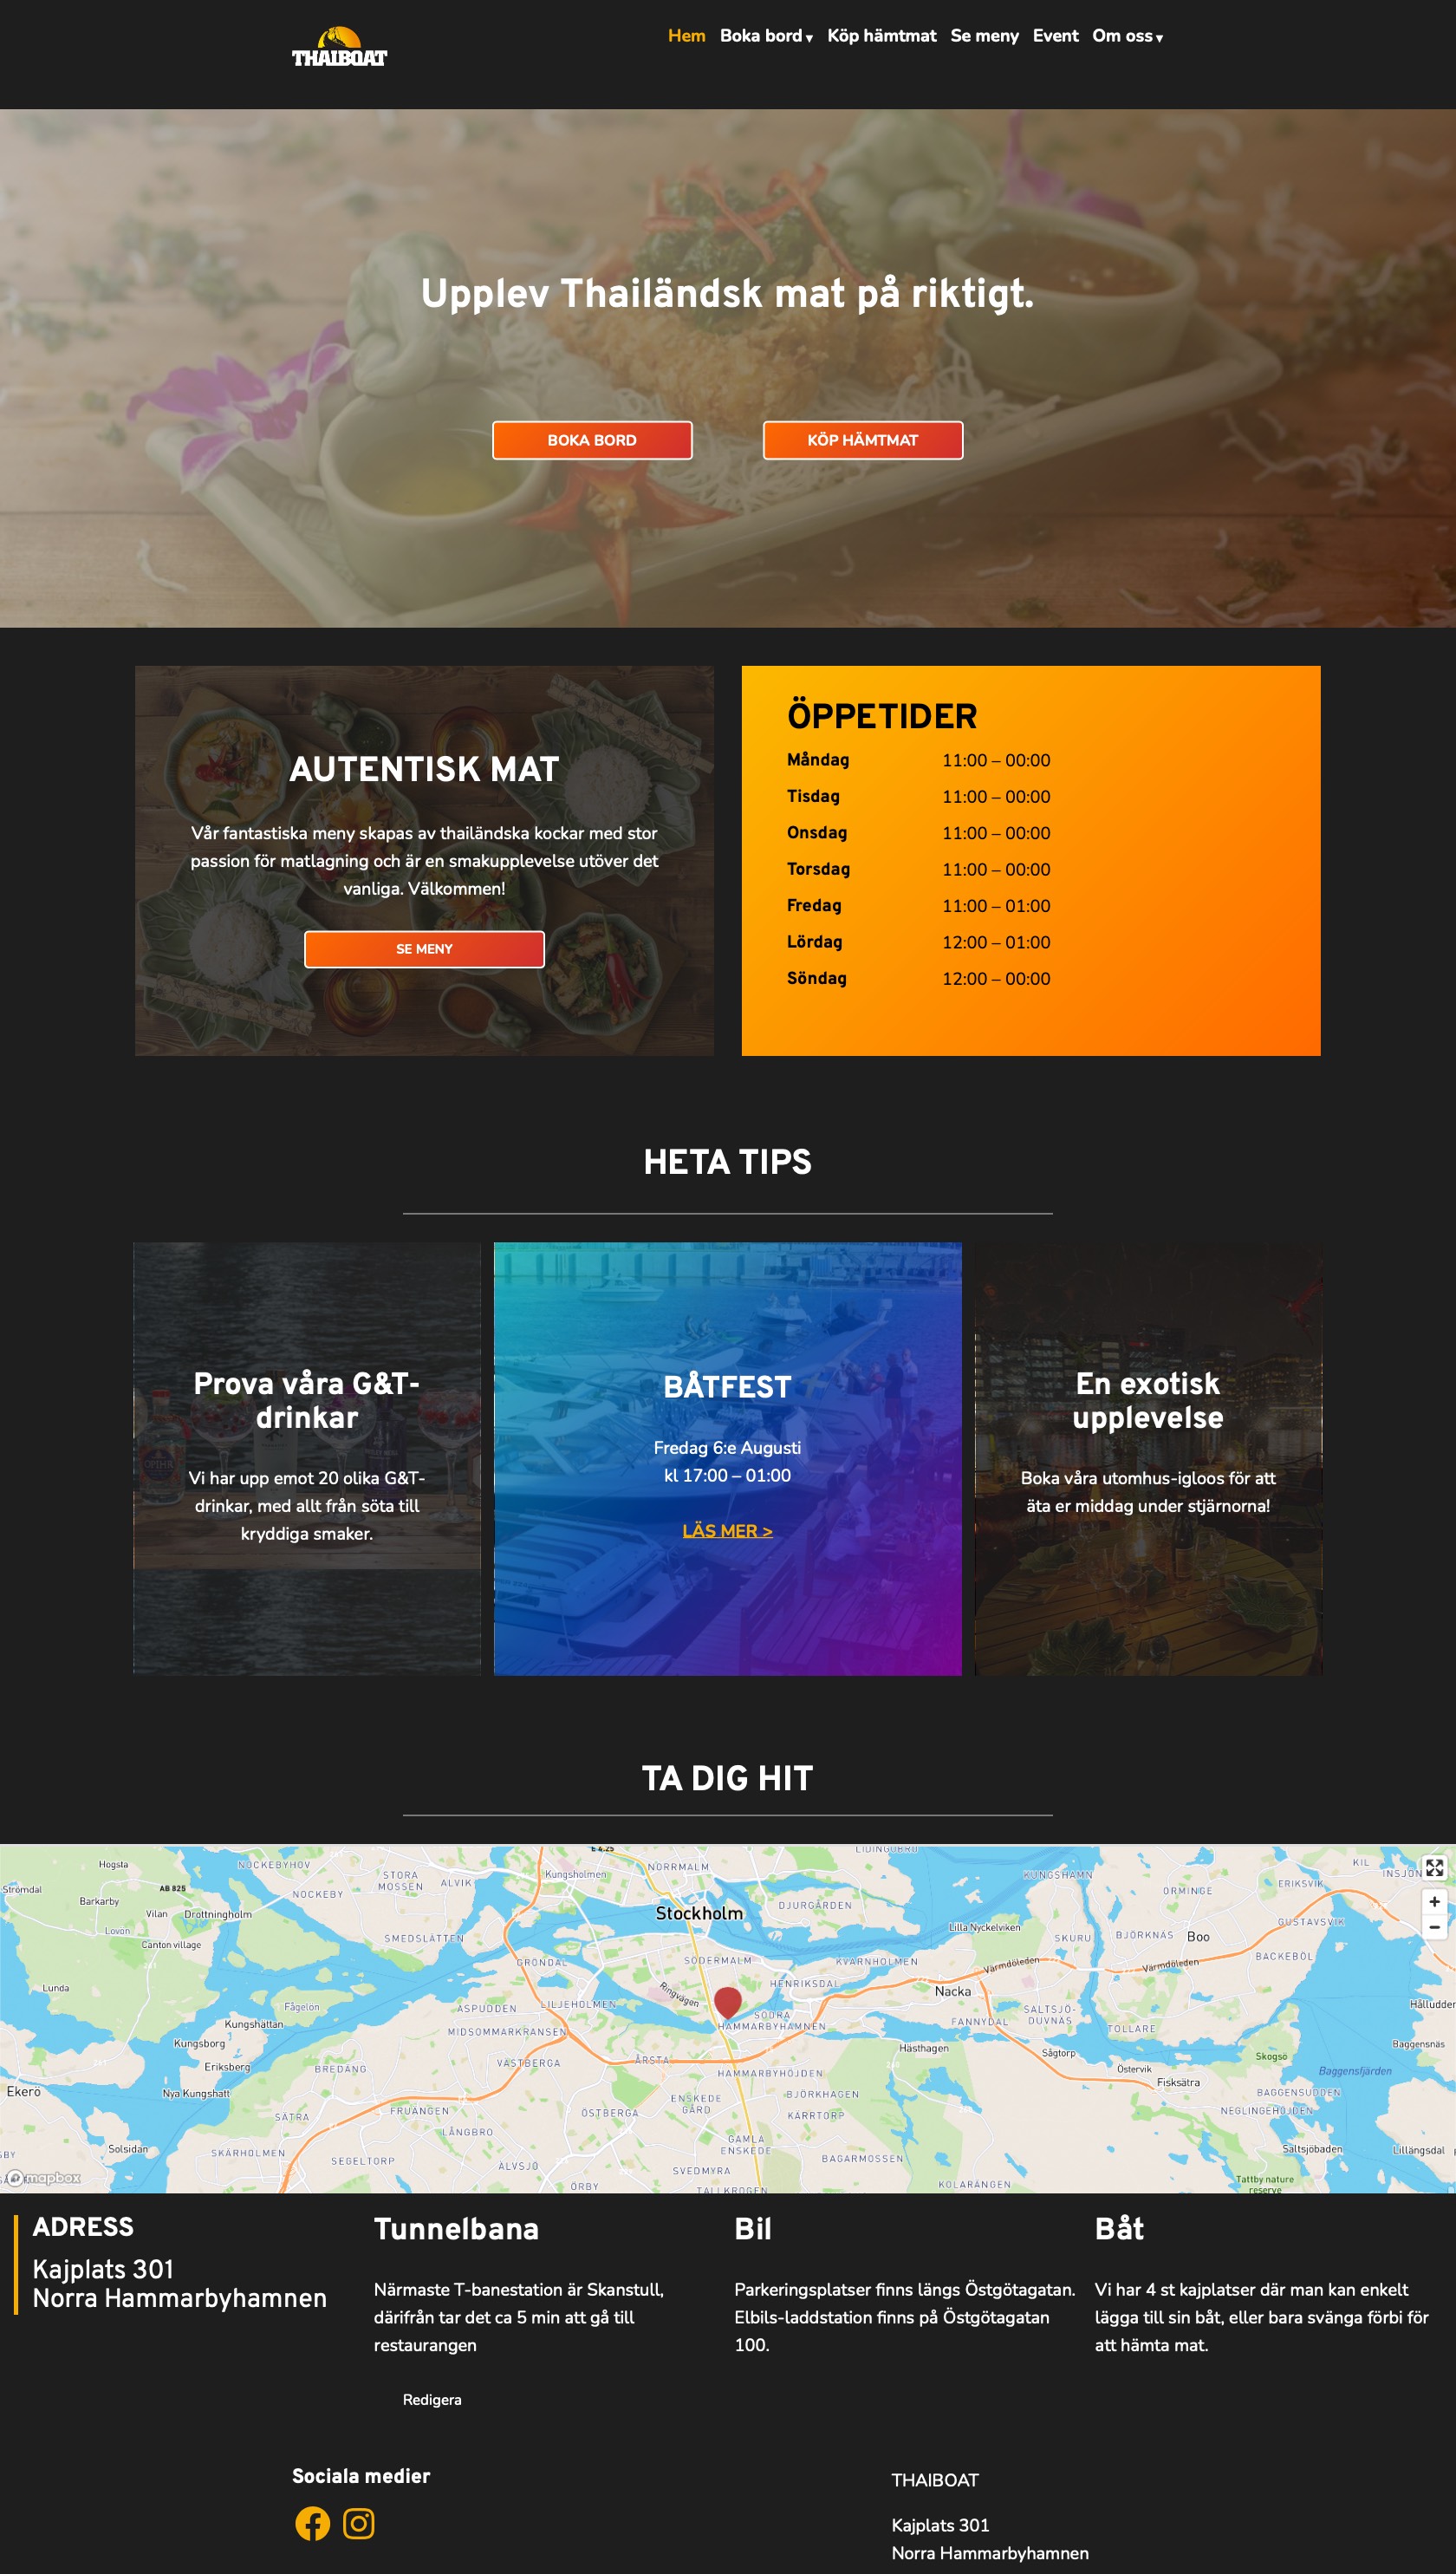 THAIBOAT
Hem Boka bord ▾ Köp hämtmat Se meny Event Om oss ▾
Upplev Thailändsk mat på riktigt.
BOKA BORD
KÖP HÄMTMAT
AUTENTISK MAT
Vår fantastiska meny skapas av thailändska kockar med stor
passion för matlagning och är en smakupplevelse utöver det
vanliga. Välkommen!
SE MENY
ÖPPETIDER
Måndag 11:00 – 00:00
Tisdag 11:00 – 00:00
Onsdag 11:00 – 00:00
Torsdag 11:00 – 00:00
Fredag 11:00 – 01:00
Lördag 12:00 – 01:00
Söndag 12:00 – 00:00
HETA TIPS
Prova våra G&T-
drinkar
Vi har upp emot 20 olika G&T-
drinkar, med allt från söta till
kryddiga smaker.
OPIHR
BÅTFEST
Fredag 6:e Augusti
kl 17:00 – 01:00
LÄS MER >
En exotisk
upplevelse
Boka våra utomhus-igloos för att
äta er middag under stjärnorna!
TA DIG HIT
E 4.25
LIDINGÖBRO
Hogsta
NOCKEBYHOV
Kungsholmen
NORRMALM
KUNGSHAMN
KIL
INSJÖN
STORA
MOSSEN
ALVIK
ERIKSVIK
Strömdal
AB 825
NOCKEBY
ORMINGE
Barkarby
DJURGÅRDEN
Vilan
Drottningholm
Stockholm
GUSTAVSVIK
Lovön
Lilla Nyckelviken
BJÖRKNÄS
Boo
Canton village
SMEDSLÄTTEN
SKURU
BACKEBÖL
GRÖNDAL
SÖDERMALM
KVARNHOLMEN
Värmdöleden
Värmdöleden
HENRIKSDAL
Lunda
Ringvägen
Nacka
Fågelön
ASPUDDEN
LILJEHOLMEN
SÖDRA
HAMMARBYHAMNEN
SALTSJÖ-
DUVNÄS
Hålludden
Kungshättan
MIDSOMMARKRANSEN
FANNYDAL
TOLLARE
Kungsborg
Hästhagen
Sågtorp
Baggensnäs
Eriksberg
BREDÄNG
VÄSTBERGA
ÅRSTA
Skogsö
HAMMARBYHÖJDEN
Östervik
Baggensfjärden
Ekerö
Nya Kungshatt
Fisksätra
BJÖRKHAGEN
BAGGENSUDDEN
SÄTRA
FRUÄNGEN
ÖSTBERGA
ENSKEDE
GÅRD
KÄRRTORP
NEGLINGEHÖJDEN
LÅNGBRO
GAMLA
ENSKEDE
Solsidan
SKÄRHOLMEN
SEGELTORP
BAGARMOSSEN
Saltsjöbaden
Lillängsdal
ÄLVSJÖ
SVEDMYRA
mapbox
ÖRBY
TALLKROGEN
KOLARÄNGEN
Tattby nature
reserve
ADRESS
Kajplats 301
Norra Hammarbyhamnen
Tunnelbana
Närmaste T-banestation är Skanstull,
därifrån tar det ca 5 min att gå till
restaurangen
Bil
Parkeringsplatser finns längs Östgötagatan.
Elbils-laddstation finns på Östgötagatan
100.
Båt
Vi har 4 st kajplatser där man kan enkelt
lägga till sin båt, eller bara svänga förbi för
att hämta mat.
Redigera
Sociala medier
THAIBOAT
Kajplats 301
Norra Hammarbyhamnen